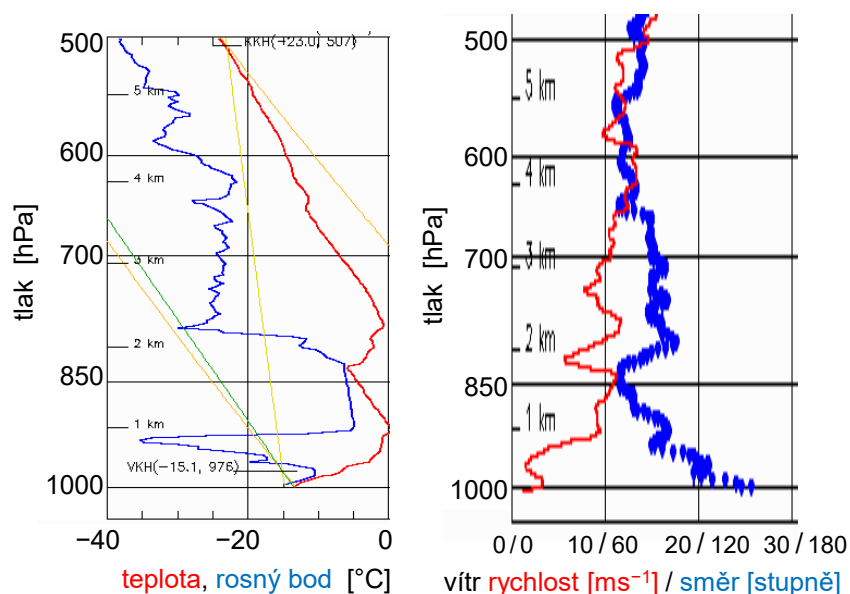 KKH(−23.0, 507)
500
5 km
600
4 km
700
3 km
2 km
850
1 km
VKH(−15.1, 976)
1000
tlak [hPa]
−40 −20 0
teplota, rosný bod [°C]
500
5 km
600
4 km
700
3 km
2 km
850
1 km
1000
tlak [hPa]
0 / 0 10 / 60 20 / 120 30 / 180
vítr rychlost [ms⁻¹] / směr [stupně]